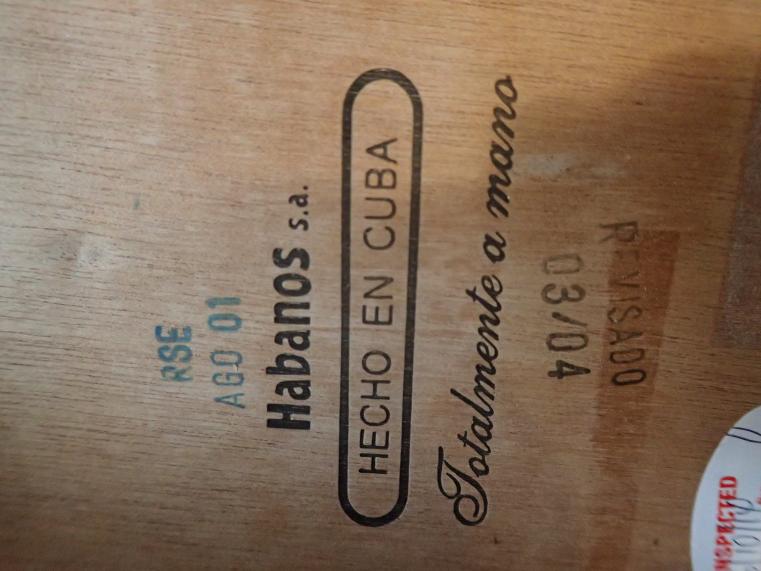 RSE
AGO 01
Habanos s.a.
HECHO EN CUBA
Totalmente a mano
REVISADO
03/04
INSPECTED